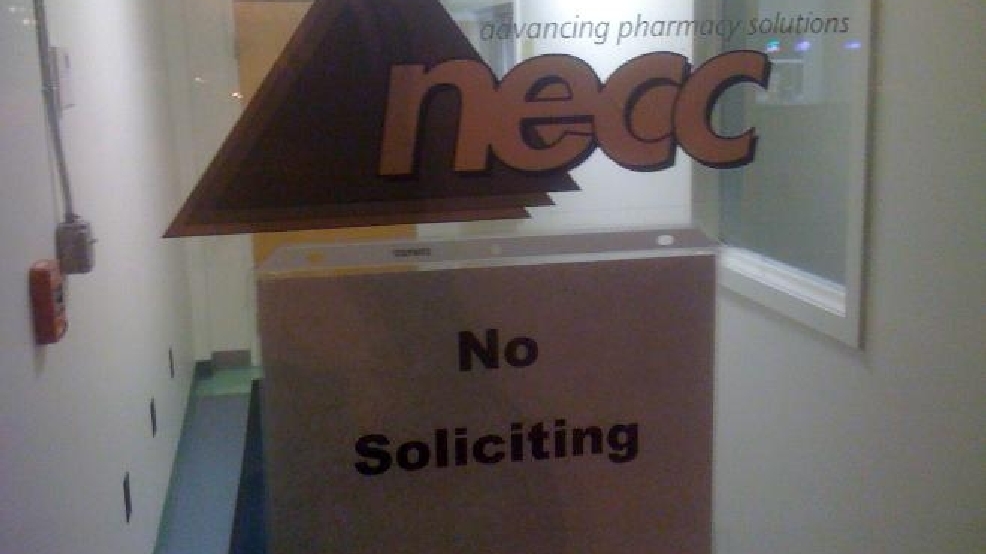 advancing pharmacy solutions
necc
No
Soliciting